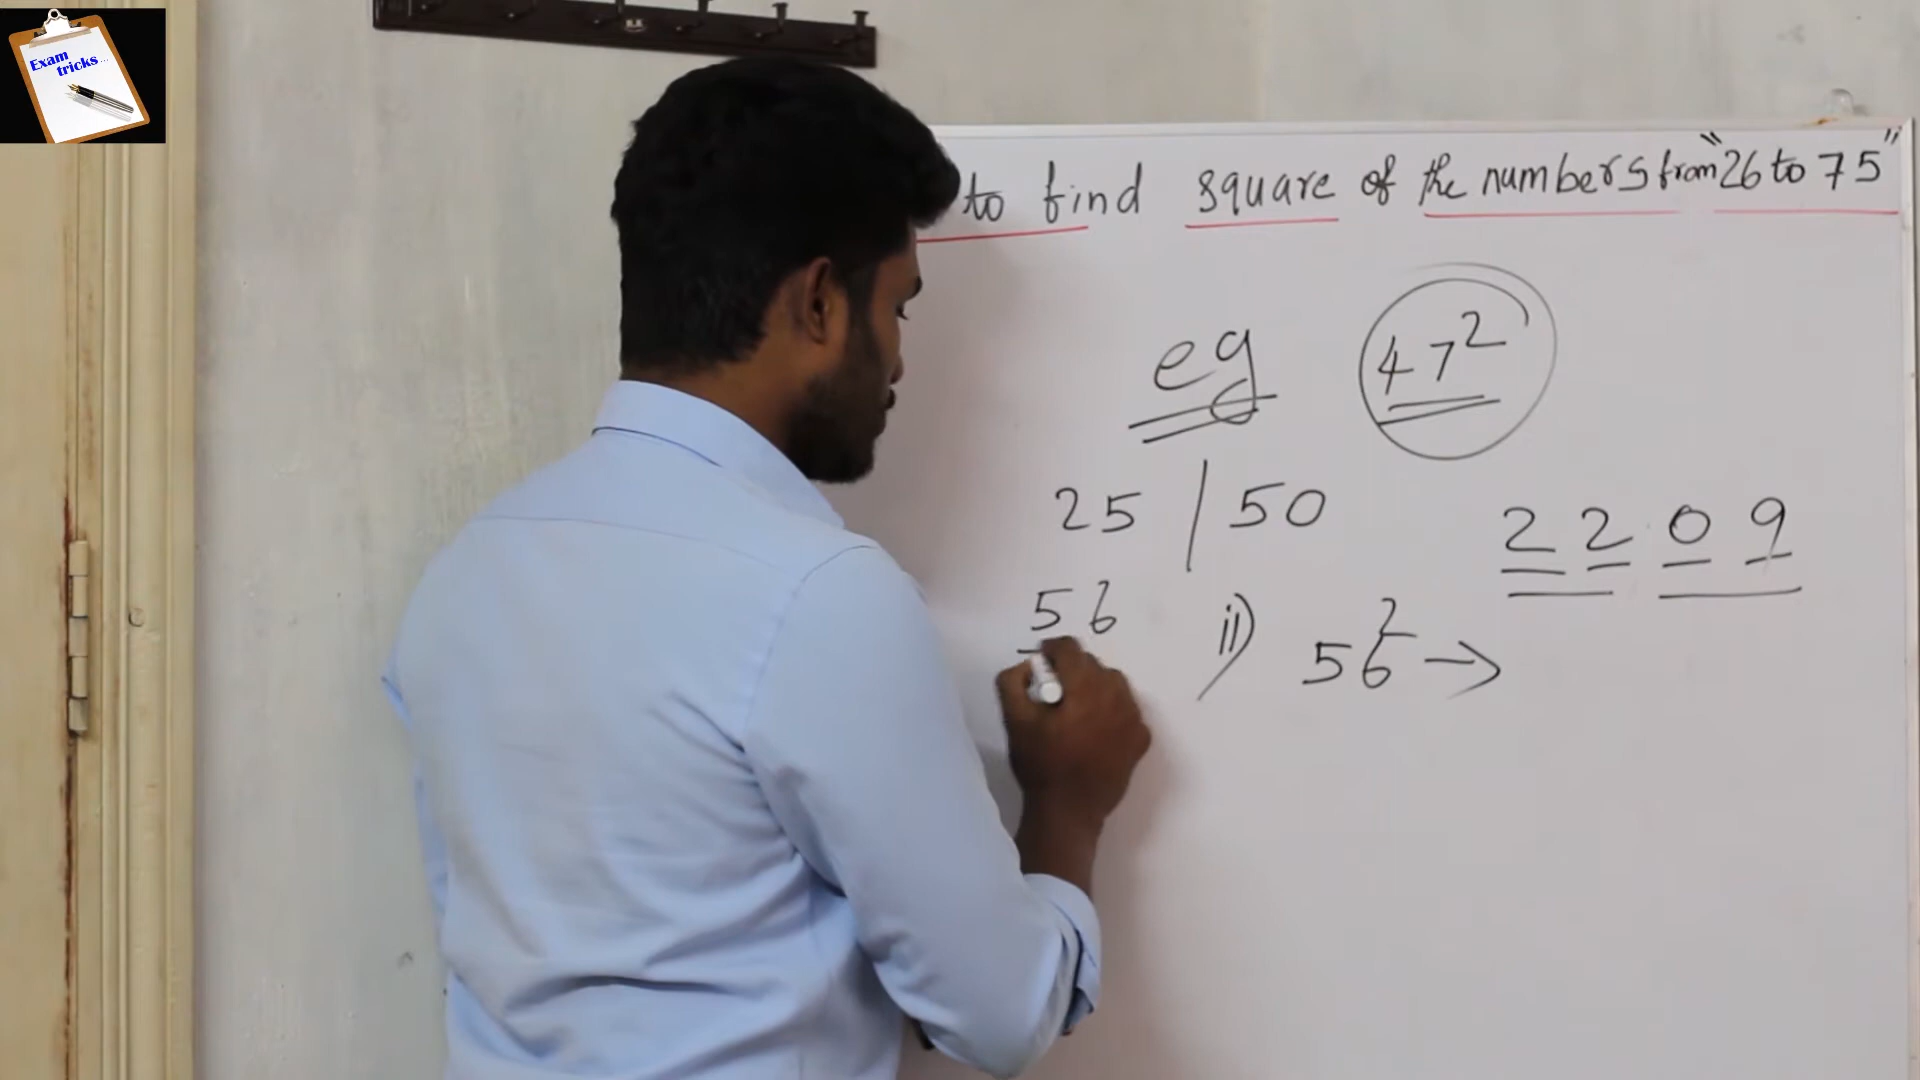 Exam
tricks...
to find square of the numbers from "26 to 75"
eg 47²
25 / 50
2209
56
ii) 56² →